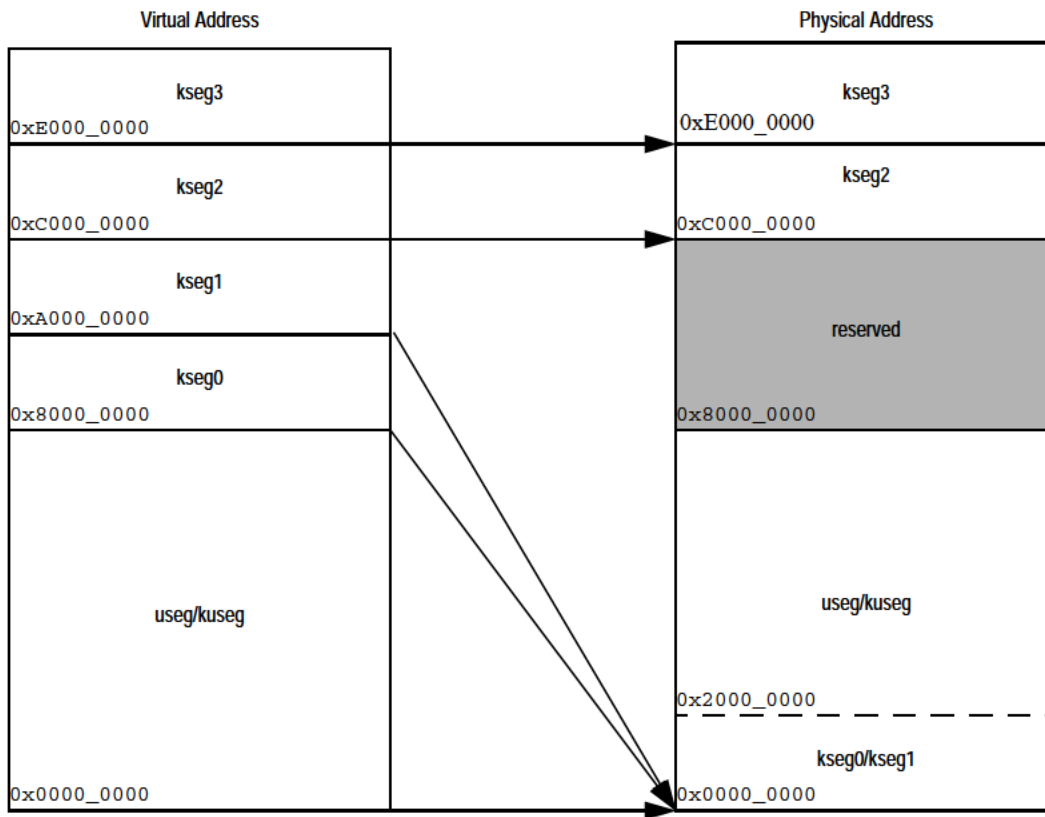 Virtual Address
kseg3
0xE000_0000
kseg2
0xC000_0000
kseg1
0xA000_0000
kseg0
0x8000_0000
useg/kuseg
0x0000_0000
Physical Address
kseg3
0xE000_0000
kseg2
0xC000_0000
reserved
0x8000_0000
useg/kuseg
0x2000_0000
kseg0/kseg1
0x0000_0000